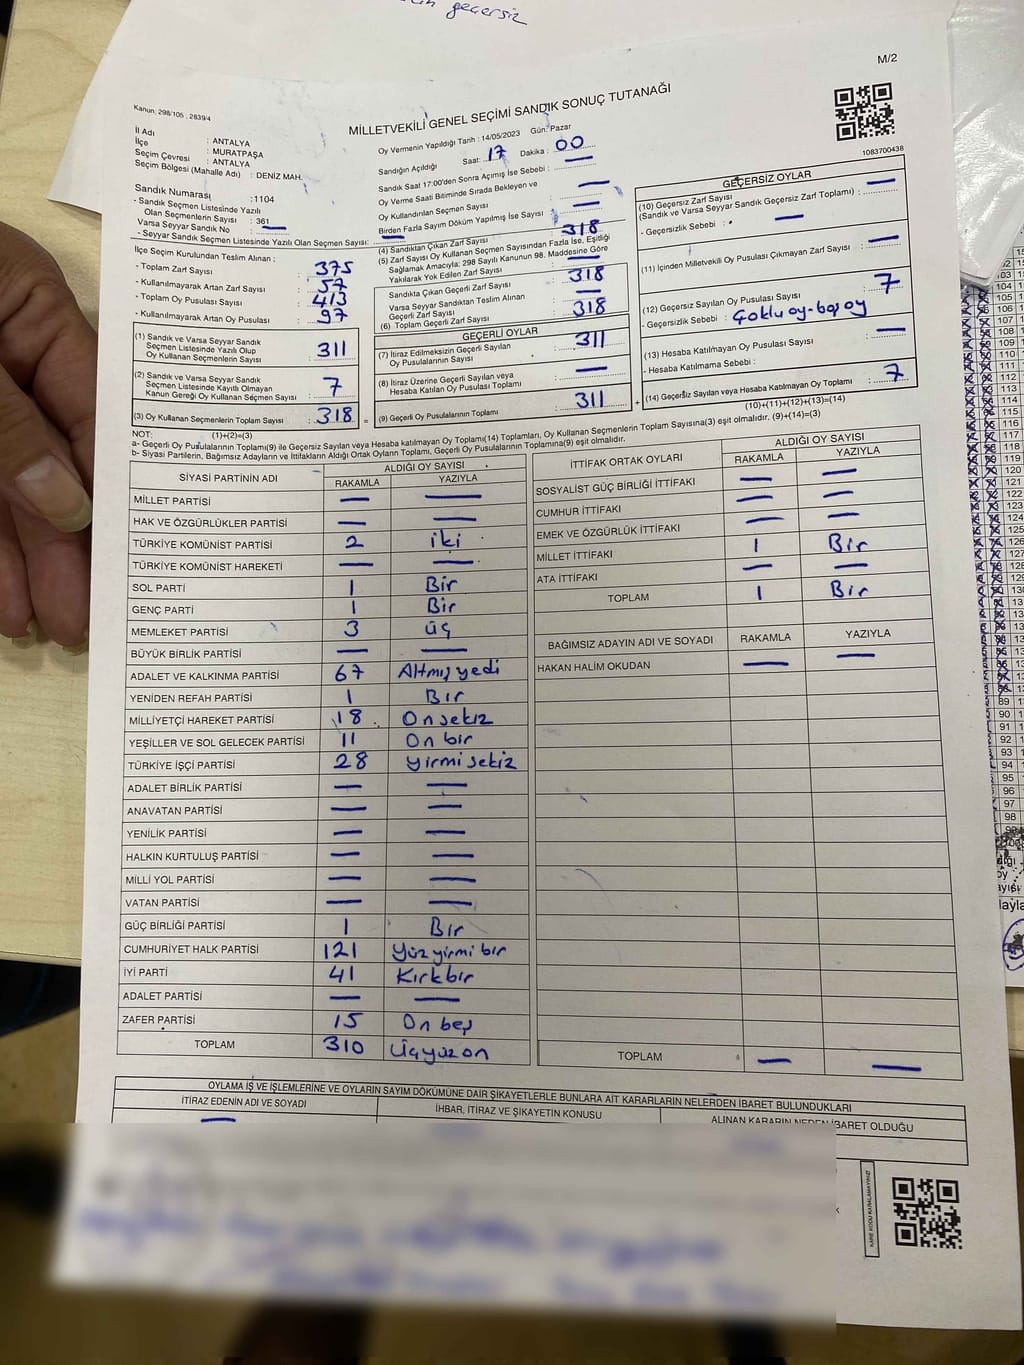 geçersiz
M/2
Kanun, 298/105 , 2839/4
MİLLETVEKİLİ GENEL SEÇİMİ SANDIK SONUÇ TUTANAĞI
1083700438
İl Adı : ANTALYA
İlçe : MURATPAŞA
Seçim Çevresi : ANTALYA
Seçim Bölgesi (Mahalle Adı) : DENİZ MAH.
Sandık Numarası :1104
- Sandık Seçmen Listesinde Yazılı
Olan Seçmenlerin Sayısı : 361
Varsa Seyyar Sandık No : —
- Seyyar Sandık Seçmen Listesinde Yazılı Olan Seçmen Sayısı: —
Oy Vermenin Yapıldığı Tarih : 14/05/2023 Gün: Pazar
Sandığın Açıldığı Saat: 17 Dakika : 00
Sandık Saat 17:00'den Sonra Açımış İse Sebebi : —
Oy Verme Saati Bitiminde Sırada Bekleyen ve
Oy Kullandırılan Seçmen Sayısı —
Birden Fazla Sayım Döküm Yapılmış İse Sayısı —
İlçe Seçim Kurulundan Teslim Alınan :
- Toplam Zarf Sayısı : 375
- Kullanılmayarak Artan Zarf Sayısı : 57
- Toplam Oy Pusulası Sayısı : 413
- Kullanılmayarak Artan Oy Pusulası : 97
(1) Sandık ve Varsa Seyyar Sandık
Seçmen Listesinde Yazılı Olup
Oy Kullanan Seçmenlerin Sayısı : 311
(2) Sandık ve Varsa Seyyar Sandık
Seçmen Listesinde Kayıtlı Olmayan
Kanun Gereği Oy Kullanan Seçmen Sayısı : 7
(3) Oy Kullanan Seçmenlerin Toplam Sayısı : 318
(1)+(2)=(3)
(4) Sandıktan Çıkan Zarf Sayısı : 318
(5) Zarf Sayısı Oy Kullanan Seçmen Sayısından Fazla İse, Eşitliği
Sağlamak Amacıyla; 298 Sayılı Kanunun 98. Maddesine Göre
Yakılarak Yok Edilen Zarf Sayısı : —
Sandıkta Çıkan Geçerli Zarf Sayısı : 318
Varsa Seyyar Sandıktan Teslim Alınan
Geçerli Zarf Sayısı : —
(6) Toplam Geçerli Zarf Sayısı : 318
GEÇERLİ OYLAR
(7) İtiraz Edilmeksizin Geçerli Sayılan
Oy Pusulalarının Sayısı : 311
(8) İtiraz Üzerine Geçerli Sayılan veya
Hesaba Katılan Oy Pusulası Toplamı : —
(9) Geçerli Oy Pusulalarının Toplamı : 311
GEÇERSİZ OYLAR
(10) Geçersiz Zarf Sayısı
(Sandık ve Varsa Seyyar Sandık Geçersiz Zarf Toplamı) : —
- Geçersizlik Sebebi : —
(11) İçinden Milletvekili Oy Pusulası Çıkmayan Zarf Sayısı : —
(12) Geçersiz Sayılan Oy Pusulası Sayısı : 7
- Geçersizlik Sebebi : Çoklu oy-boş oy
(13) Hesaba Katılmayan Oy Pusulası Sayısı : —
- Hesaba Katılmama Sebebi :
(14) Geçersiz Sayılan veya Hesaba Katılmayan Oy Toplamı : 7
(10)+(11)+(12)+(13)=(14)
NOT:
a- Geçerli Oy Pusulalarının Toplamı(9) ile Geçersiz Sayılan veya Hesaba katılmayan Oy Toplamı(14) Toplamları, Oy Kullanan Seçmenlerin Toplam Sayısına(3) eşit olmalıdır. (9)+(14)=(3)
b- Siyasi Partilerin, Bağımsız Adayların ve İttifakların Aldığı Ortak Oyların Toplamı, Geçerli Oy Pusulalarının Toplamına(9) eşit olmalıdır.
SİYASİ PARTİNİN ADI ALDIĞI OY SAYISI
RAKAMLA YAZIYLA
MİLLET PARTİSİ — —
HAK VE ÖZGÜRLÜKLER PARTİSİ — —
TÜRKİYE KOMÜNİST PARTİSİ 2 iki
TÜRKİYE KOMÜNİST HAREKETİ — —
SOL PARTİ 1 Bir
GENÇ PARTİ 1 Bir
MEMLEKET PARTİSİ 3 üç
BÜYÜK BİRLİK PARTİSİ — —
ADALET VE KALKINMA PARTİSİ 67 Altmış yedi
YENİDEN REFAH PARTİSİ 1 Bir
MİLLİYETÇİ HAREKET PARTİSİ 18 Onsekiz
YEŞİLLER VE SOL GELECEK PARTİSİ 11 On bir
TÜRKİYE İŞÇİ PARTİSİ 28 yirmi sekiz
ADALET BİRLİK PARTİSİ — —
ANAVATAN PARTİSİ — —
YENİLİK PARTİSİ — —
HALKIN KURTULUŞ PARTİSİ — —
MİLLİ YOL PARTİSİ — —
VATAN PARTİSİ — —
GÜÇ BİRLİĞİ PARTİSİ 1 Bir
CUMHURİYET HALK PARTİSİ 121 Yüz yirmi bir
İYİ PARTİ 41 Kırkbir
ADALET PARTİSİ — —
ZAFER PARTİSİ 15 On beş
TOPLAM 310 Üçyüz on
İTTİFAK ORTAK OYLARI ALDIĞI OY SAYISI
RAKAMLA YAZIYLA
SOSYALİST GÜÇ BİRLİĞİ İTTİFAKI — —
CUMHUR İTTİFAKI — —
EMEK VE ÖZGÜRLÜK İTTİFAKI — —
MİLLET İTTİFAKI 1 Bir
ATA İTTİFAKI — —
TOPLAM 1 Bir
BAĞIMSIZ ADAYIN ADI VE SOYADI RAKAMLA YAZIYLA
HAKAN HALİM OKUDAN — —
TOPLAM — —
OYLAMA İŞ VE İŞLEMLERİNE VE OYLARIN SAYIM DÖKÜMÜNE DAİR ŞİKAYETLERLE BUNLARA AİT KARARLARIN NELERDEN İBARET BULUNDUKLARI
İTİRAZ EDENİN ADI VE SOYADI İHBAR, İTİRAZ VE ŞİKAYETİN KONUSU ALINAN KARARIN NEDEN İBARET OLDUĞU
—
KARE KODU KARALAMAYINIZ!